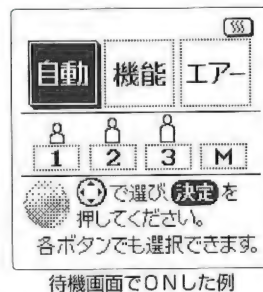 自動 機能 エアー
1 2 3 M
で選び 決定 を
押してください。
各ボタンでも選択できます。
待機画面でONした例